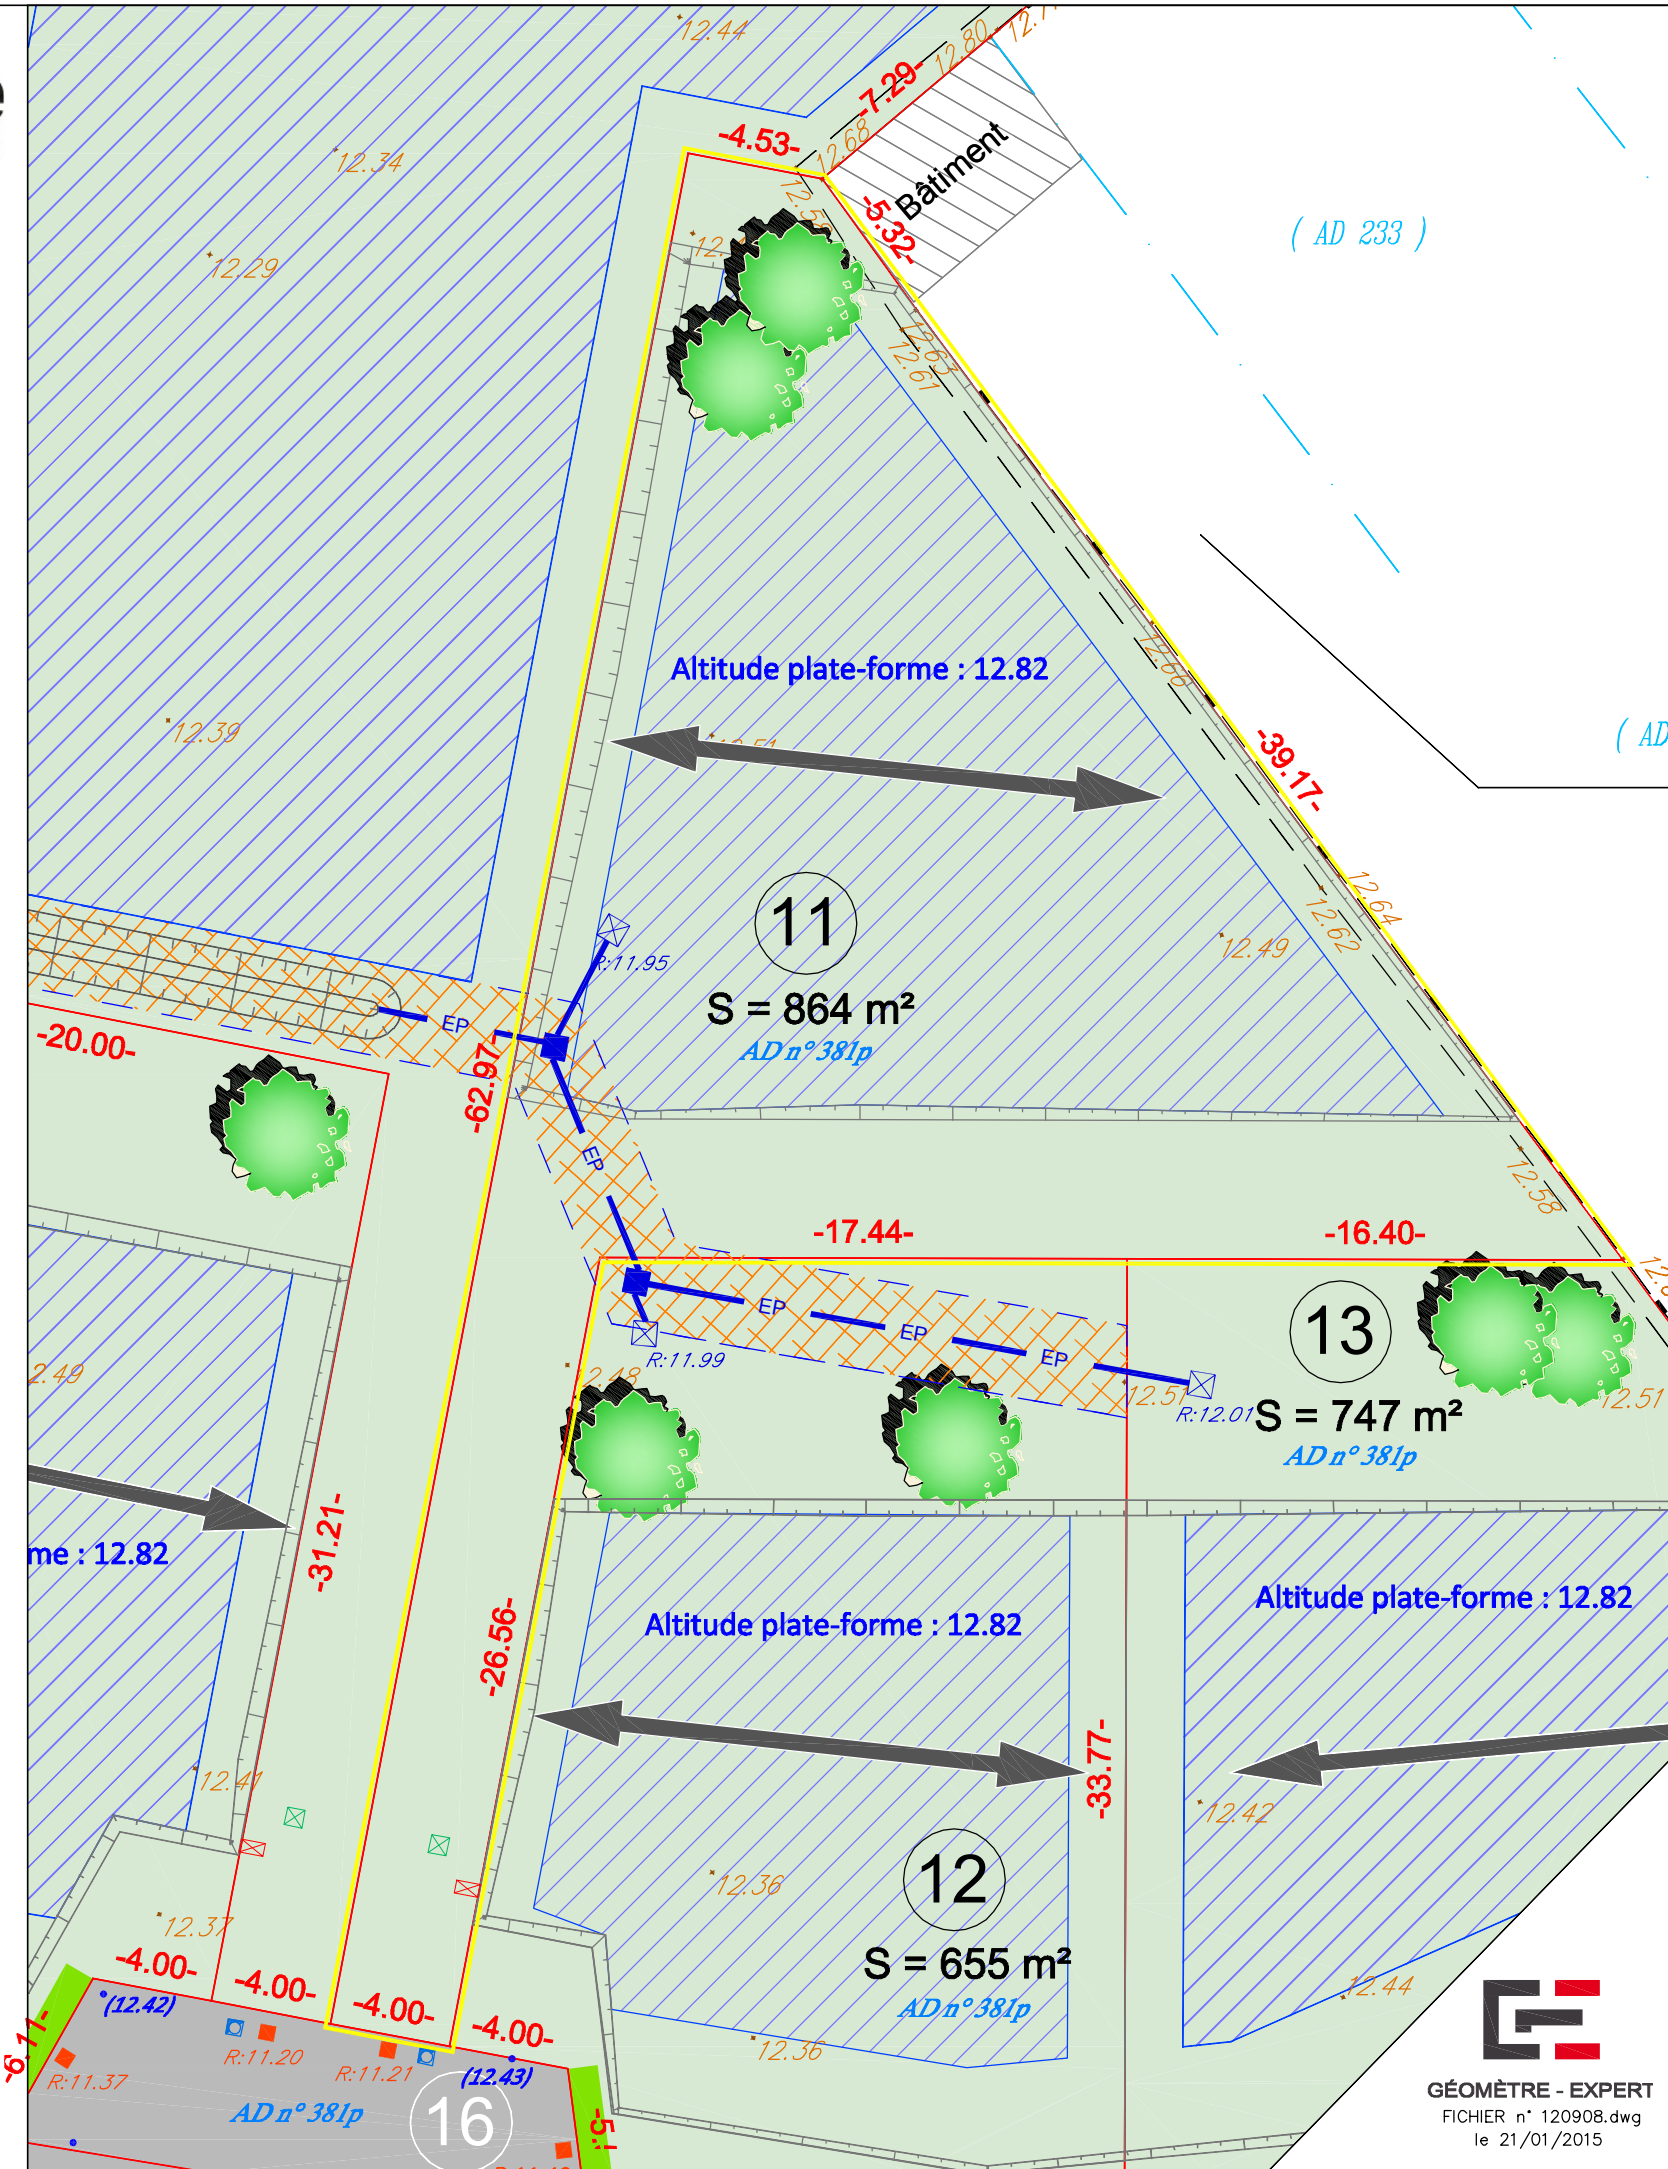 e
12.44
12.80
-7.29-
-4.53-
12.68
Bâtiment
12.34
-5.32-
( AD 233 )
12.29
12.63
12.61
Altitude plate-forme : 12.82
12.66
12.39
-39.17-
( AD
11
12.64
12.62
12.49
R:11.95
S = 864 m²
AD n° 381p
EP
-20.00-
-62.97-
EP
12.58
-17.44-
-16.40-
EP
EP
EP
13
R:11.99
2.49
12.51
R:12.01
S = 747 m²
12.51
AD n° 381p
-31.21-
me : 12.82
-26.56-
Altitude plate-forme : 12.82
Altitude plate-forme : 12.82
-33.77-
12.41
12.42
12
12.36
12.37
S = 655 m²
AD n° 381p
-4.00-
-4.00-
-4.00-
-4.00-
12.44
(12.42)
-6.11-
R:11.20
R:11.21
(12.43)
12.36
R:11.37
AD n° 381p
16
GÉOMÈTRE - EXPERT
FICHIER n° 120908.dwg
le 21/01/2015